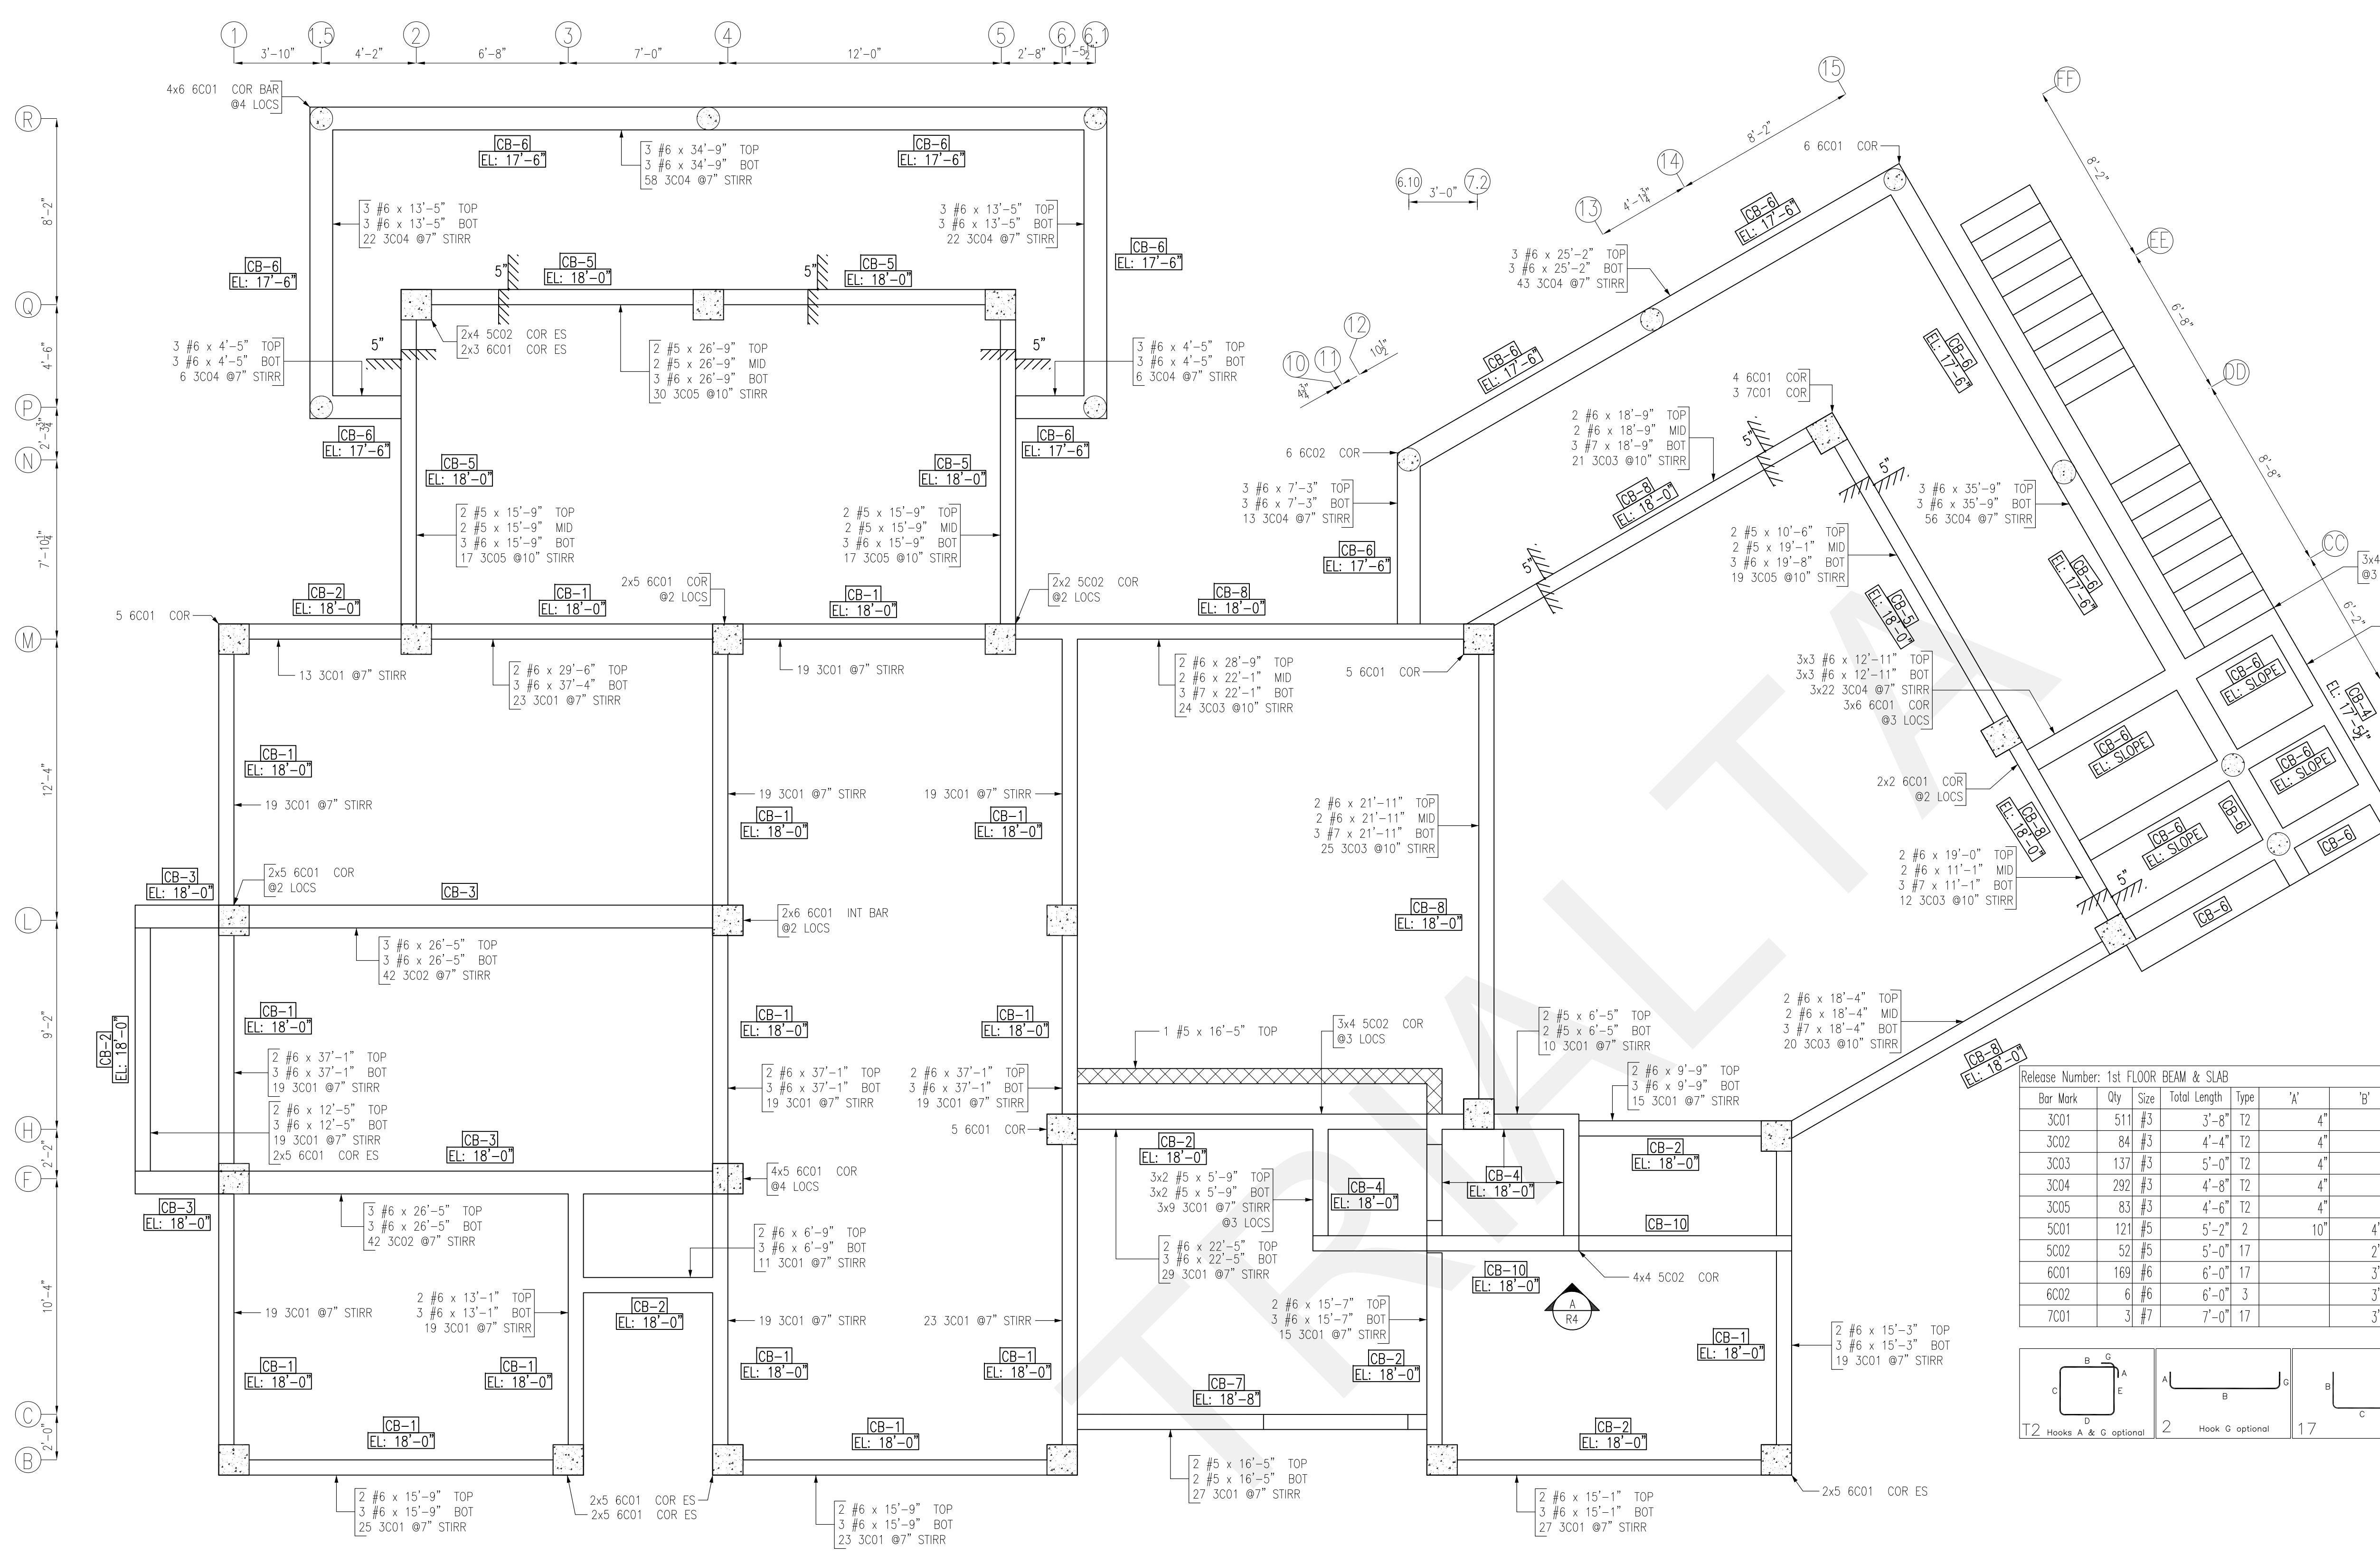 1 1.5 2 3 4 5 6 6.1
3'-10" 4'-2" 6'-8" 7'-0" 12'-0" 2'-8" 1'-5½"
R
Q
P
N
M
L
H
F
C
B
8'-2"
4'-6"
2'-3¾"
7'-10¼"
12'-4"
9'-2"
2'-2"
10'-4"
2'-0"
4x6 6C01 COR BAR
@4 LOCS
CB-6
EL: 17'-6"
3 #6 x 34'-9" TOP
3 #6 x 34'-9" BOT
58 3C04 @7" STIRR
CB-6
EL: 17'-6"
3 #6 x 13'-5" TOP
3 #6 x 13'-5" BOT
22 3C04 @7" STIRR
3 #6 x 13'-5" TOP
3 #6 x 13'-5" BOT
22 3C04 @7" STIRR
CB-6
EL: 17'-6"
CB-6
EL: 17'-6"
5"
CB-5
EL: 18'-0"
5"
CB-5
EL: 18'-0"
3 #6 x 4'-5" TOP
3 #6 x 4'-5" BOT
6 3C04 @7" STIRR
5"
2x4 5C02 COR ES
2x3 6C01 COR ES
2 #5 x 26'-9" TOP
2 #5 x 26'-9" MID
3 #6 x 26'-9" BOT
30 3C05 @10" STIRR
5"
3 #6 x 4'-5" TOP
3 #6 x 4'-5" BOT
6 3C04 @7" STIRR
CB-6
EL: 17'-6"
CB-5
EL: 18'-0"
CB-5
EL: 18'-0"
CB-6
EL: 17'-6"
2 #5 x 15'-9" TOP
2 #5 x 15'-9" MID
3 #6 x 15'-9" BOT
17 3C05 @10" STIRR
2 #5 x 15'-9" TOP
2 #5 x 15'-9" MID
3 #6 x 15'-9" BOT
17 3C05 @10" STIRR
5 6C01 COR
CB-2
EL: 18'-0"
CB-1
EL: 18'-0"
2x5 6C01 COR
@2 LOCS
CB-1
EL: 18'-0"
2x2 5C02 COR
@2 LOCS
CB-8
EL: 18'-0"
13 3C01 @7" STIRR
2 #6 x 29'-6" TOP
3 #6 x 37'-4" BOT
23 3C01 @7" STIRR
19 3C01 @7" STIRR
2 #6 x 28'-9" TOP
2 #6 x 22'-1" MID
3 #7 x 22'-1" BOT
24 3C03 @10" STIRR
5 6C01 COR
CB-1
EL: 18'-0"
19 3C01 @7" STIRR
19 3C01 @7" STIRR
CB-1
EL: 18'-0"
19 3C01 @7" STIRR
CB-1
EL: 18'-0"
2 #6 x 21'-11" TOP
2 #6 x 21'-11" MID
3 #7 x 21'-11" BOT
25 3C03 @10" STIRR
CB-8
EL: 18'-0"
CB-3
EL: 18'-0"
2x5 6C01 COR
@2 LOCS
CB-3
2x6 6C01 INT BAR
@2 LOCS
3 #6 x 26'-5" TOP
3 #6 x 26'-5" BOT
42 3C02 @7" STIRR
CB-2
EL: 18'-0"
CB-1
EL: 18'-0"
CB-1
EL: 18'-0"
CB-1
EL: 18'-0"
2 #6 x 37'-1" TOP
3 #6 x 37'-1" BOT
19 3C01 @7" STIRR
2 #6 x 12'-5" TOP
3 #6 x 12'-5" BOT
19 3C01 @7" STIRR
2x5 6C01 COR ES
2 #6 x 37'-1" TOP
3 #6 x 37'-1" BOT
19 3C01 @7" STIRR
2 #6 x 37'-1" TOP
3 #6 x 37'-1" BOT
19 3C01 @7" STIRR
5 6C01 COR
CB-3
EL: 18'-0"
4x5 6C01 COR
@4 LOCS
CB-3
EL: 18'-0"
3 #6 x 26'-5" TOP
3 #6 x 26'-5" BOT
42 3C02 @7" STIRR
2 #6 x 6'-9" TOP
3 #6 x 6'-9" BOT
11 3C01 @7" STIRR
19 3C01 @7" STIRR
2 #6 x 13'-1" TOP
3 #6 x 13'-1" BOT
19 3C01 @7" STIRR
CB-2
EL: 18'-0"
19 3C01 @7" STIRR
23 3C01 @7" STIRR
CB-1
EL: 18'-0"
CB-1
EL: 18'-0"
CB-1
EL: 18'-0"
CB-1
EL: 18'-0"
CB-1
EL: 18'-0"
CB-1
EL: 18'-0"
2 #6 x 15'-9" TOP
3 #6 x 15'-9" BOT
25 3C01 @7" STIRR
2x5 6C01 COR ES
2x5 6C01 COR ES
2 #6 x 15'-9" TOP
3 #6 x 15'-9" BOT
23 3C01 @7" STIRR
1 #5 x 16'-5" TOP
3x4 5C02 COR
@3 LOCS
2 #5 x 6'-5" TOP
2 #5 x 6'-5" BOT
10 3C01 @7" STIRR
2 #6 x 9'-9" TOP
3 #6 x 9'-9" BOT
15 3C01 @7" STIRR
CB-2
EL: 18'-0"
3x2 #5 x 5'-9" TOP
3x2 #5 x 5'-9" BOT
3x9 3C01 @7" STIRR
@3 LOCS
CB-4
EL: 18'-0"
CB-4
EL: 18'-0"
CB-2
EL: 18'-0"
CB-10
2 #6 x 22'-5" TOP
3 #6 x 22'-5" BOT
29 3C01 @7" STIRR
CB-10
EL: 18'-0"
4x4 5C02 COR
A
R4
2 #6 x 15'-7" TOP
3 #6 x 15'-7" BOT
15 3C01 @7" STIRR
CB-2
EL: 18'-0"
CB-1
EL: 18'-0"
2 #6 x 15'-3" TOP
3 #6 x 15'-3" BOT
19 3C01 @7" STIRR
CB-7
EL: 18'-8"
CB-2
EL: 18'-0"
2 #5 x 16'-5" TOP
2 #5 x 16'-5" BOT
27 3C01 @7" STIRR
2 #6 x 15'-1" TOP
3 #6 x 15'-1" BOT
27 3C01 @7" STIRR
2x5 6C01 COR ES
6.10 3'-0" 7.2
10 11 12 13 14 15
4¾" 10½" 4'-1¾" 8'-2"
FF
EE
DD
CC
8'-2"
6'-8"
8'-8"
6'-2"
6 6C01 COR
CB-6
EL: 17'-6"
3 #6 x 25'-2" TOP
3 #6 x 25'-2" BOT
43 3C04 @7" STIRR
CB-6
EL: 17'-6"
CB-6
EL: 17'-6"
4 6C01 COR
3 7C01 COR
2 #6 x 18'-9" TOP
2 #6 x 18'-9" MID
3 #7 x 18'-9" BOT
21 3C03 @10" STIRR
6 6C02 COR
3 #6 x 7'-3" TOP
3 #6 x 7'-3" BOT
13 3C04 @7" STIRR
CB-6
EL: 17'-6"
CB-8
EL: 18'-0"
5"
5"
5"
3 #6 x 35'-9" TOP
3 #6 x 35'-9" BOT
56 3C04 @7" STIRR
2 #5 x 10'-6" TOP
2 #5 x 19'-1" MID
3 #6 x 19'-8" BOT
19 3C05 @10" STIRR
CB-5
EL: 18'-0"
CB-6
EL: 17'-6"
3x4
@3
3x3 #6 x 12'-11" TOP
3x3 #6 x 12'-11" BOT
3x22 3C04 @7" STIRR
3x6 6C01 COR
@3 LOCS
CB-6
EL: SLOPE
CB-4
EL: 17'-5½"
CB-6
EL: SLOPE
CB-6
EL: SLOPE
2x2 6C01 COR
@2 LOCS
CB-8
EL: 18'-0"
CB-6
EL: SLOPE
CB-6
CB-6
CB-6
5"
2 #6 x 19'-0" TOP
2 #6 x 11'-1" MID
3 #7 x 11'-1" BOT
12 3C03 @10" STIRR
2 #6 x 18'-4" TOP
2 #6 x 18'-4" MID
3 #7 x 18'-4" BOT
20 3C03 @10" STIRR
CB-8
EL: 18'-0"
Release Number: 1st FLOOR BEAM & SLAB
Bar Mark Qty Size Total Length Type 'A' 'B'
3C01 511 #3 3'-8" T2 4"
3C02 84 #3 4'-4" T2 4"
3C03 137 #3 5'-0" T2 4"
3C04 292 #3 4'-8" T2 4"
3C05 83 #3 4'-6" T2 4"
5C01 121 #5 5'-2" 2 10" 4'
5C02 52 #5 5'-0" 17 2'
6C01 169 #6 6'-0" 17 3'
6C02 6 #6 6'-0" 3 3'
7C01 3 #7 7'-0" 17 3'
B G A C E D
T2 Hooks A & G optional
A G B
2 Hook G optional
B C
17
TRIALTA